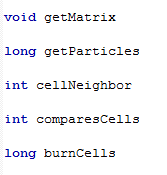 void getMatrix
long getParticles
int cellNeighbor
int comparesCells
long burnCells